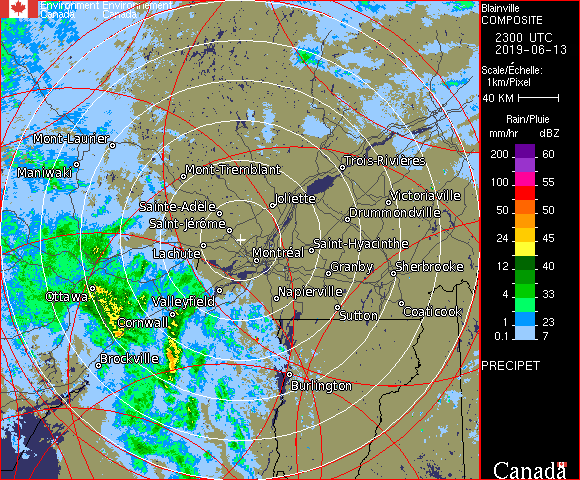 Environment Environnement
Canada Canada
Blainville
COMPOSITE
2300 UTC
2019-06-13
Scale/Échelle:
1km/Pixel
40 KM
Rain/Pluie
mm/hr dBZ
200 60
100 55
50 50
24 45
12 40
4 33
1 23
0.1 7
PRECIPET
Canada
Mont-Laurier
Maniwaki
Mont-Tremblant
Trois-Rivières
Sainte-Adèle
Joliette
Victoriaville
Saint-Jérôme
Drummondville
Lachute
Montréal
Saint-Hyacinthe
Granby
Sherbrooke
Ottawa
Valleyfield
Napierville
Cornwall
Sutton
Coaticook
Brockville
Burlington